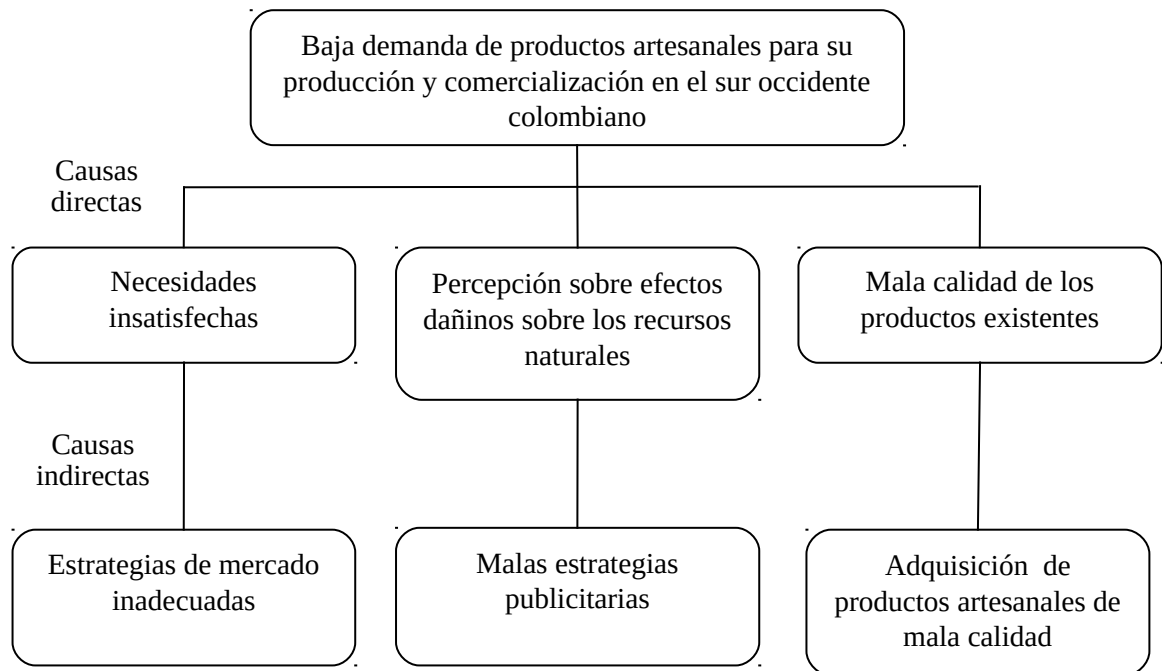 Baja demanda de productos artesanales para su
producción y comercialización en el sur occidente
colombiano
Causas
directas
Necesidades
insatisfechas
Percepción sobre efectos
dañinos sobre los recursos
naturales
Mala calidad de los
productos existentes
Causas
indirectas
Estrategias de mercado
inadecuadas
Malas estrategias
publicitarias
Adquisición  de
productos artesanales de
mala calidad